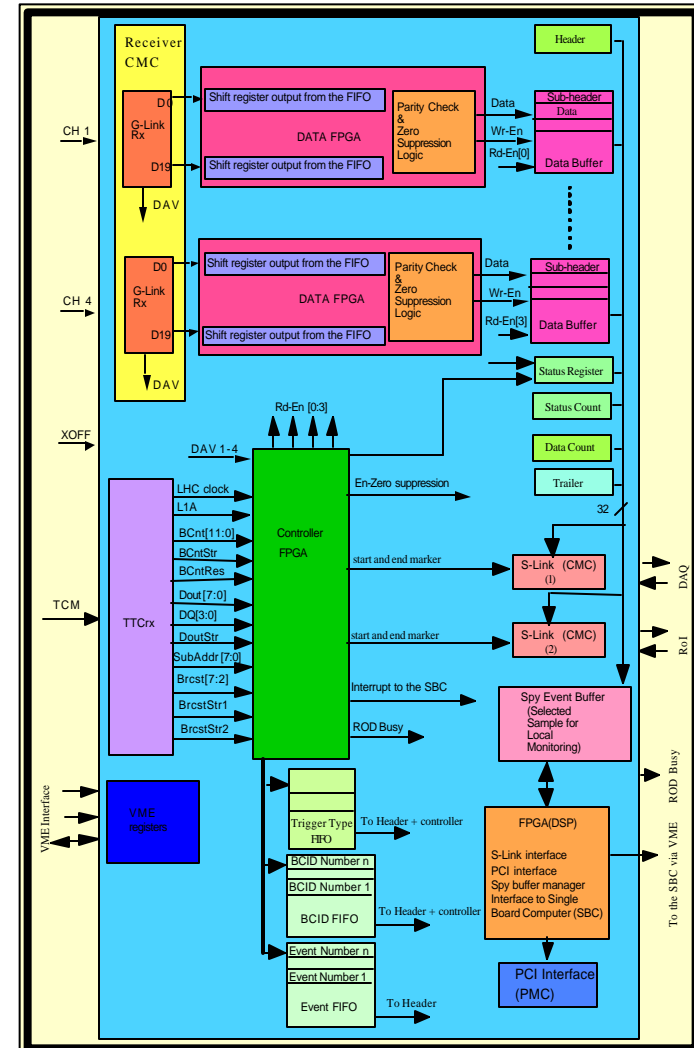 Receiver
CMC
Header
CH 1
D0
G-Link
Rx
D19
DAV
Shift register output from the FIFO
DATA FPGA
Shift register output from the FIFO
Parity Check
&
Zero
Suppression
Logic
Data
Wr-En
Rd-En[0]
Sub-header
Data
Data Buffer
CH 4
D0
G-Link
Rx
D19
DAV
Shift register output from the FIFO
DATA FPGA
Shift register output from the FIFO
Parity Check
&
Zero
Suppression
Logic
Data
Wr-En
Rd-En[3]
Sub-header
Data Buffer
Status Register
Status Count
Data Count
Trailer
32
XOFF
Rd-En [0:3]
DAV 1-4
LHC clock
L1A
BCnt[11:0]
BCntStr
BCntRes
Dout[7:0]
DQ[3:0]
DoutStr
SubAddr[7:0]
Brcst[7:2]
BrcstStr1
BrcstStr2
TCM
TTCrx
Controller
FPGA
En-Zero suppression
start and end marker
S-Link (CMC)
(1)
DAQ
start and end marker
S-Link (CMC)
(2)
RoI
Interrupt to the SBC
ROD Busy
Spy Event Buffer
(Selected
Sample for
Local
Monitoring)
ROD Busy
VME Interface
VME
registers
Trigger Type
FIFO
To Header + controller
BCID Number n
BCID Number 1
BCID FIFO
To Header + controller
Event Number n
Event Number 1
Event FIFO
To Header
FPGA(DSP)
S-Link interface
PCI interface
Spy buffer manager
Interface to Single
Board Computer (SBC)
To the SBC via VME
PCI Interface
(PMC)